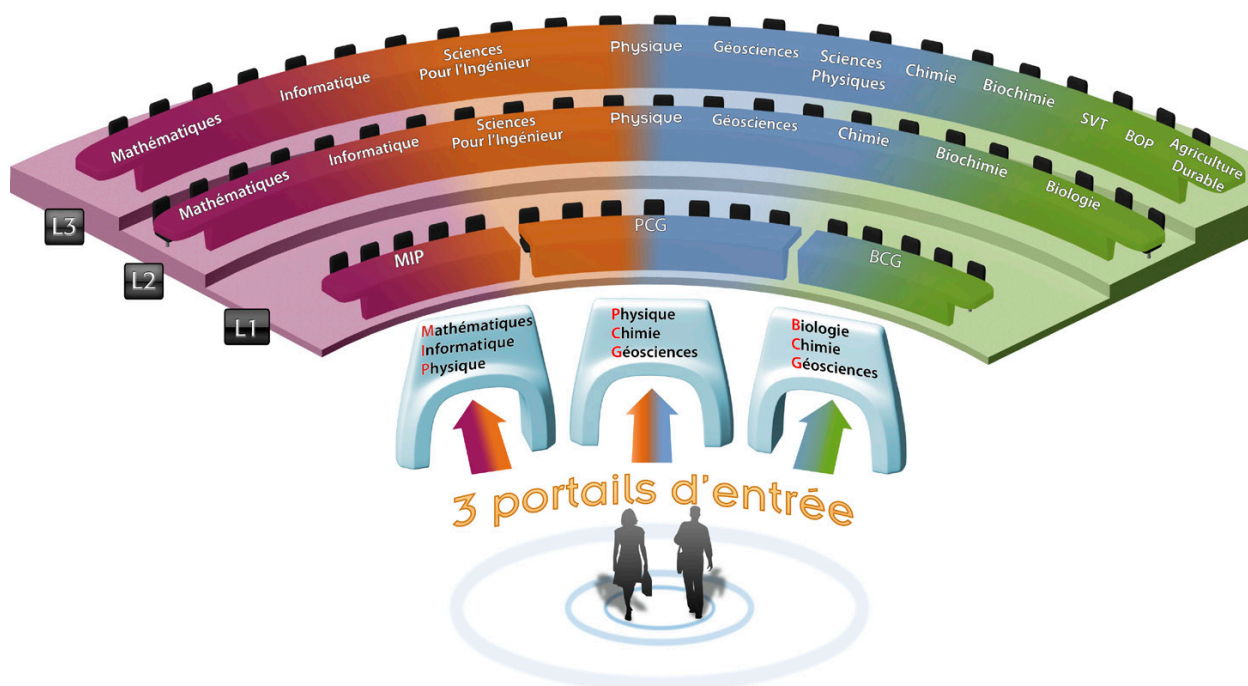 Mathématiques
Informatique
Sciences
Pour l'Ingénieur
Physique
Géosciences
Sciences
Physiques
Chimie
Biochimie
SVT
BOP
Agriculture
Durable
L3
Mathématiques
Informatique
Sciences
Pour l'Ingénieur
Physique
Géosciences
Chimie
Biochimie
Biologie
L2
MIP
PCG
BCG
L1
Mathématiques
Informatique
Physique
Physique
Chimie
Géosciences
Biologie
Chimie
Géosciences
3 portails d'entrée